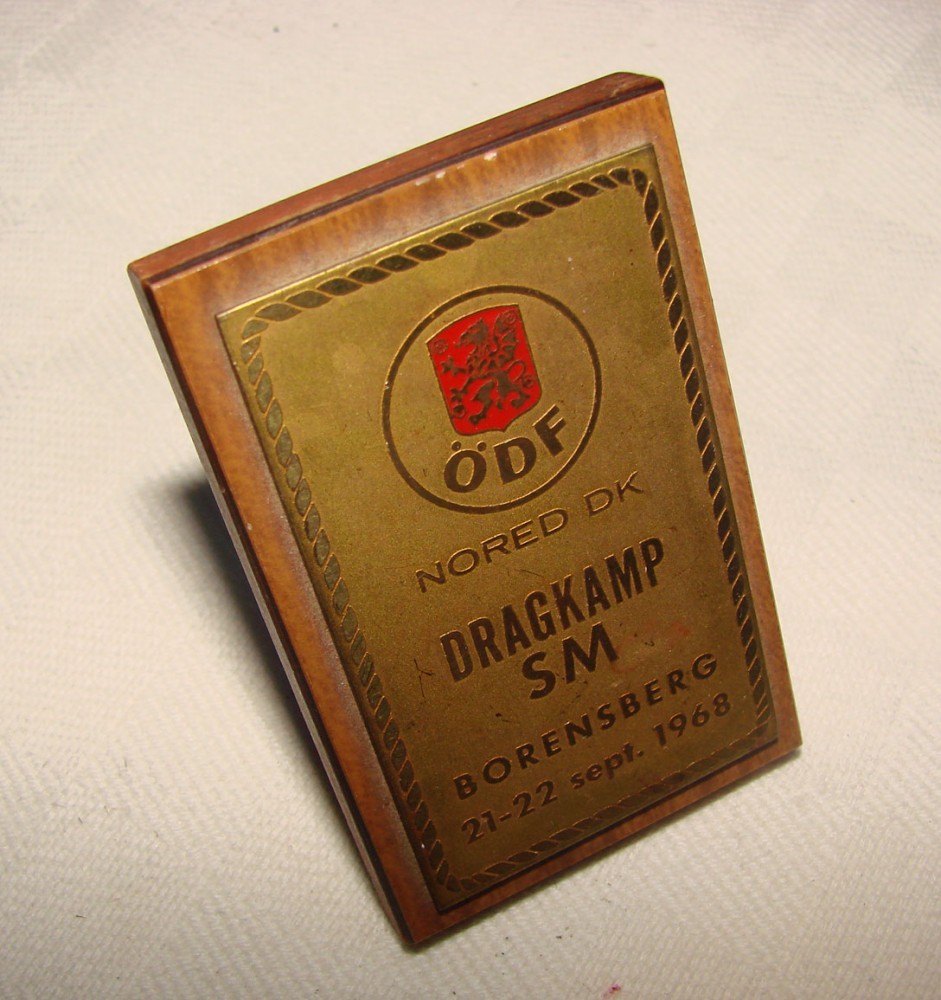 ÖDF
NORED DK
DRAGKAMP
SM
BORENSBERG
21-22 sept. 1968